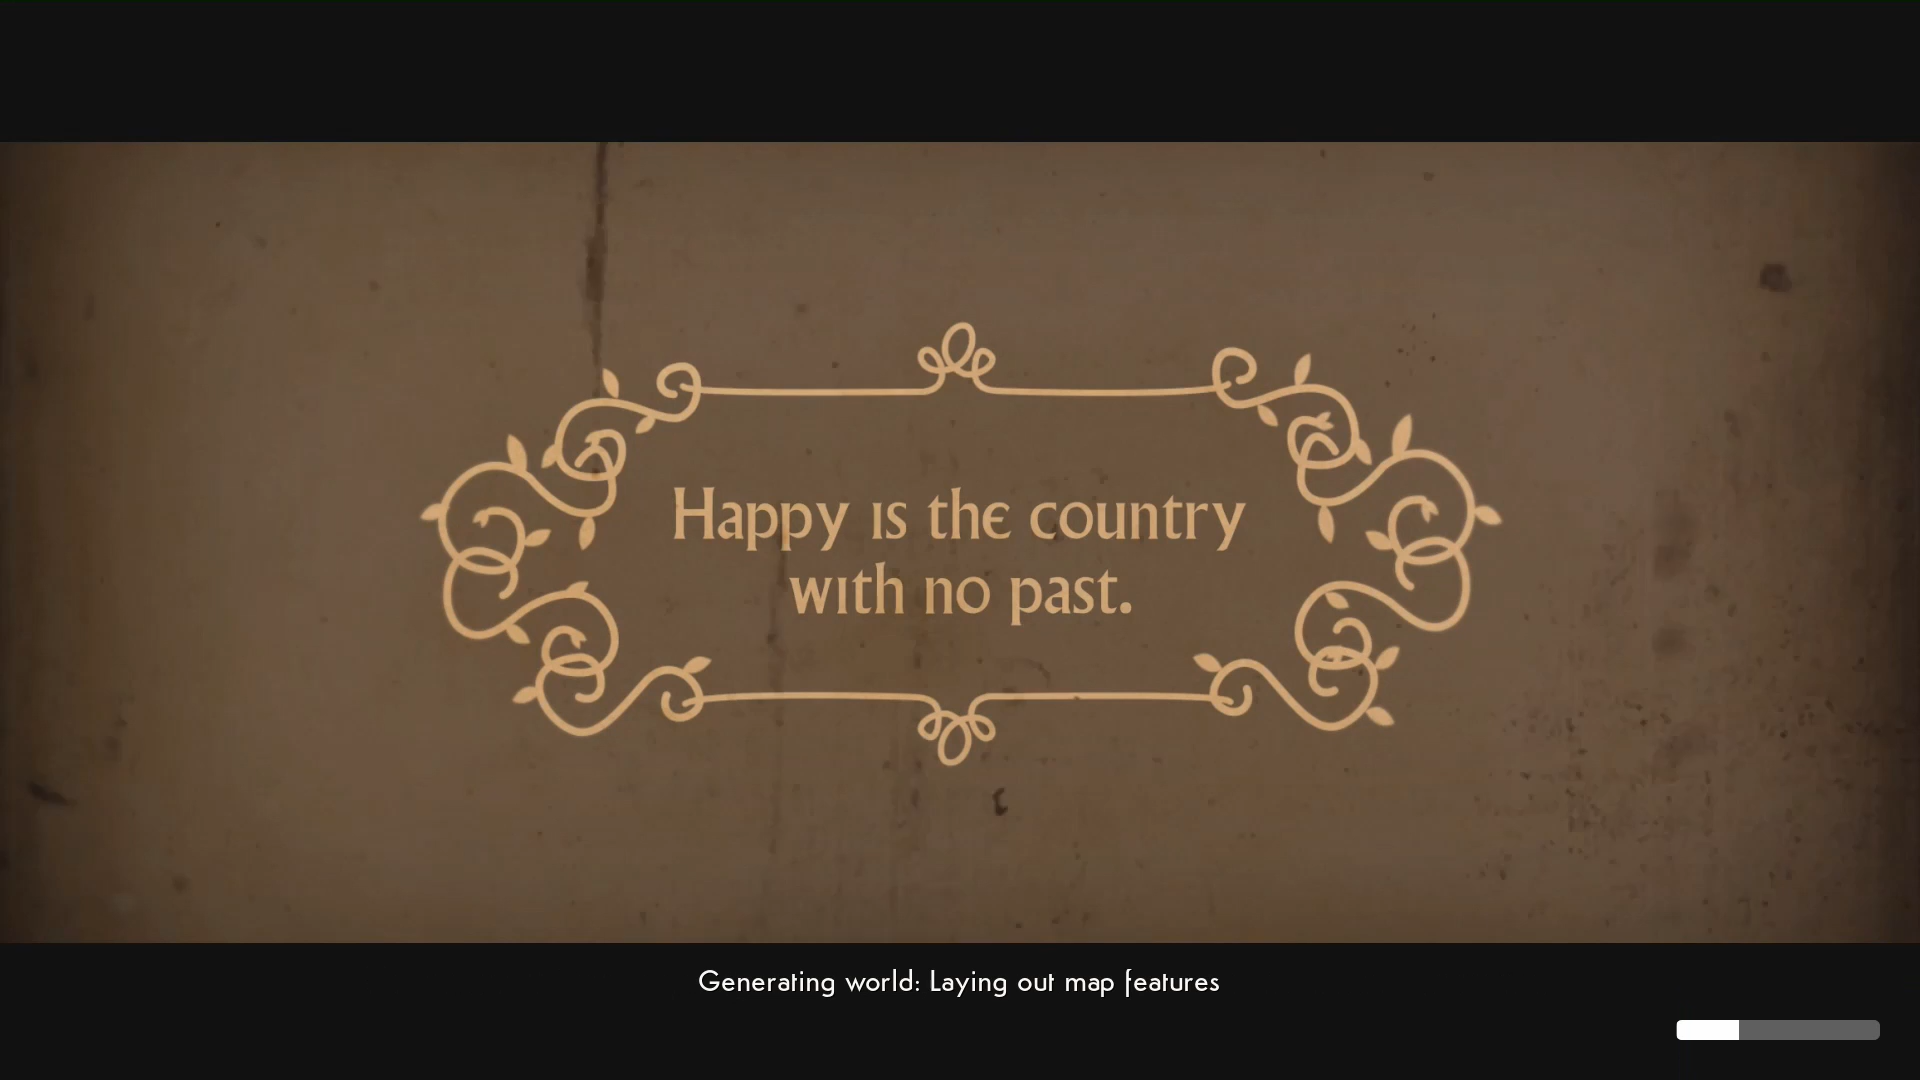 Happy is the country
with no past.
Generating world: Laying out map features